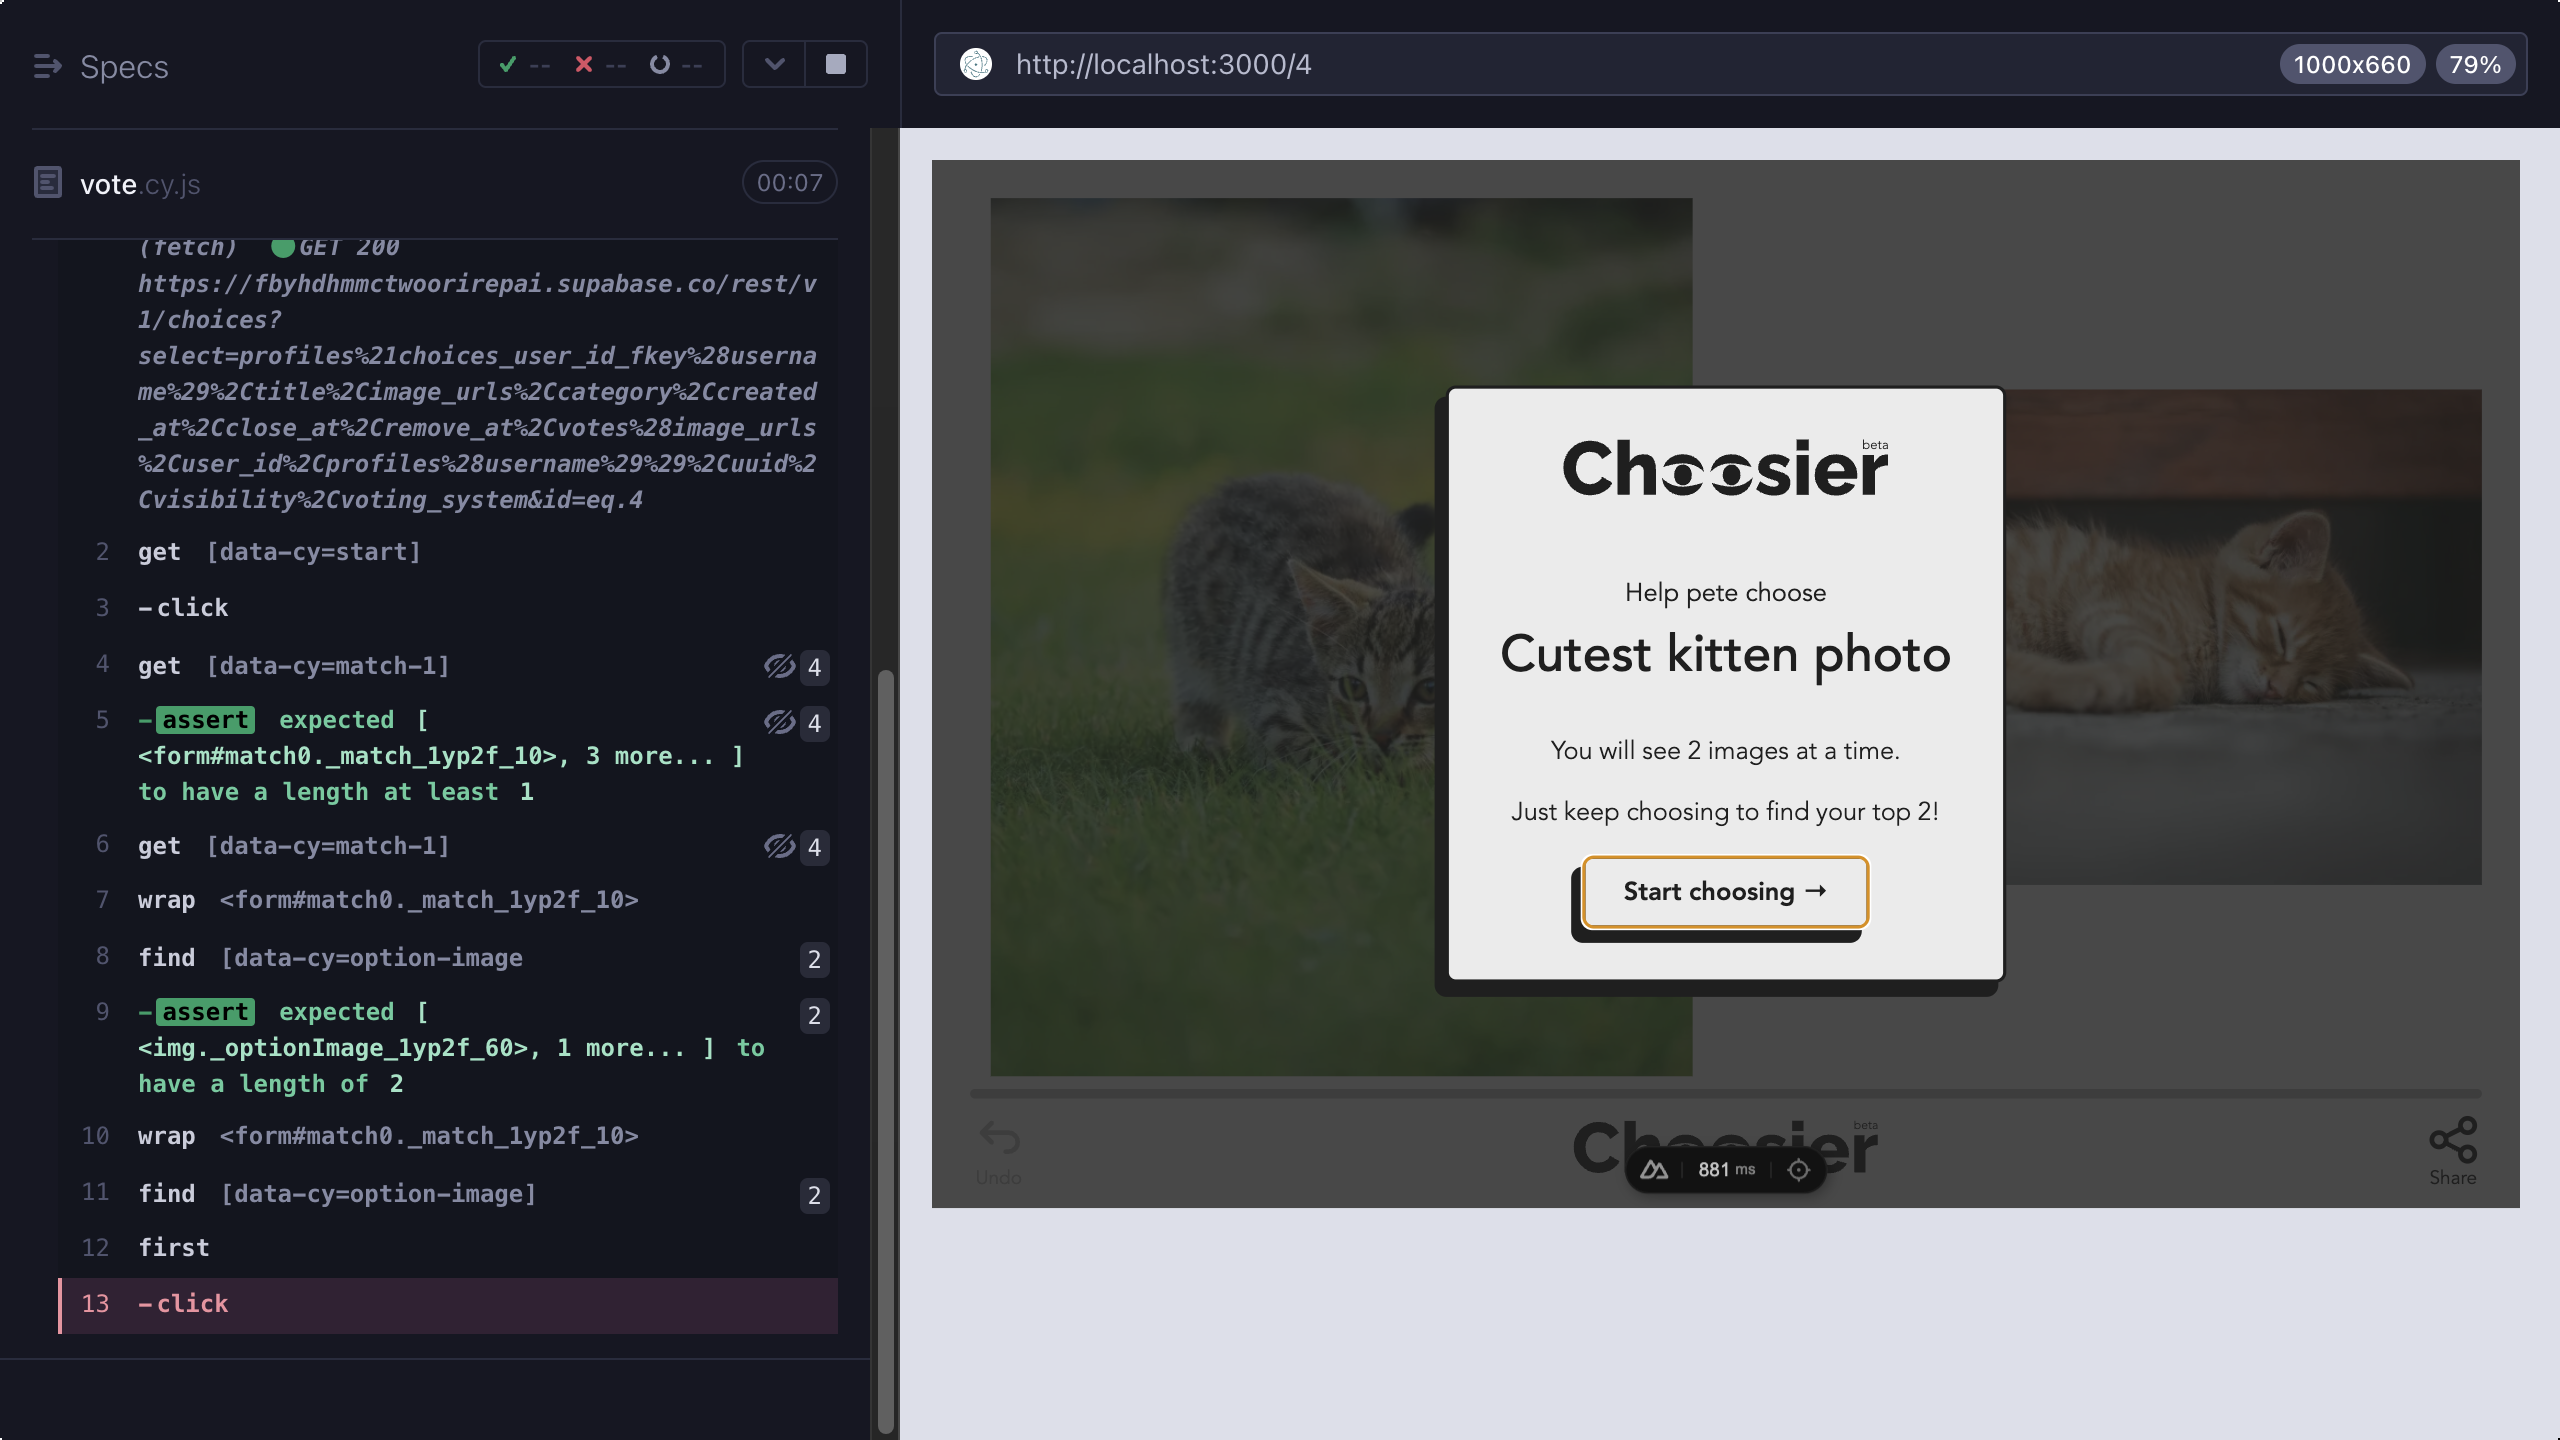 Specs
-- -- --
vote.cy.js
00:07
(fetch) GET 200
https://fbyhdhmmctwoorirepai.supabase.co/rest/v
1/choices?
select=profiles%21choices_user_id_fkey%28userna
me%29%2Ctitle%2Cimage_urls%2Ccategory%2Ccreated
_at%2Cclose_at%2Cremove_at%2Cvotes%28image_urls
%2Cuser_id%2Cprofiles%28username%29%29%2Cuuid%2
Cvisibility%2Cvoting_system&id=eq.4
2 get [data-cy=start]
3 -click
4 get [data-cy=match-1] 4
5 -assert expected [ 4
<form#match0._match_1yp2f_10>, 3 more... ]
to have a length at least 1
6 get [data-cy=match-1] 4
7 wrap <form#match0._match_1yp2f_10>
8 find [data-cy=option-image 2
9 -assert expected [ 2
<img._optionImage_1yp2f_60>, 1 more... ] to
have a length of 2
10 wrap <form#match0._match_1yp2f_10>
11 find [data-cy=option-image] 2
12 first
13 -click
http://localhost:3000/4
1000x660
79%
Choosier beta
Help pete choose
Cutest kitten photo
You will see 2 images at a time.
Just keep choosing to find your top 2!
Start choosing →
Undo
Choosier beta
881 ms
Share